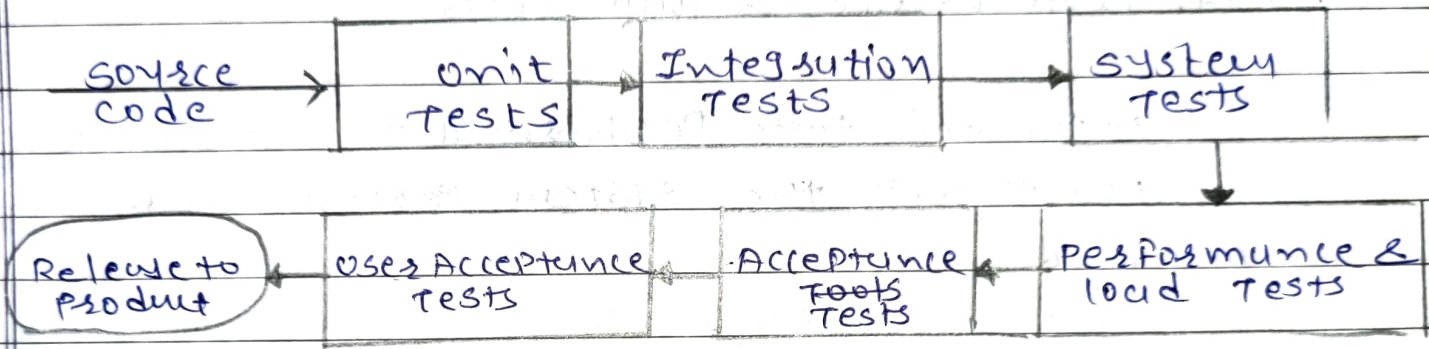 source
code
Unit
Tests
Integration
Tests
System
Tests
Release to
product
User Acceptance
Tests
Acceptance
Tools
Tests
Performance &
load Tests